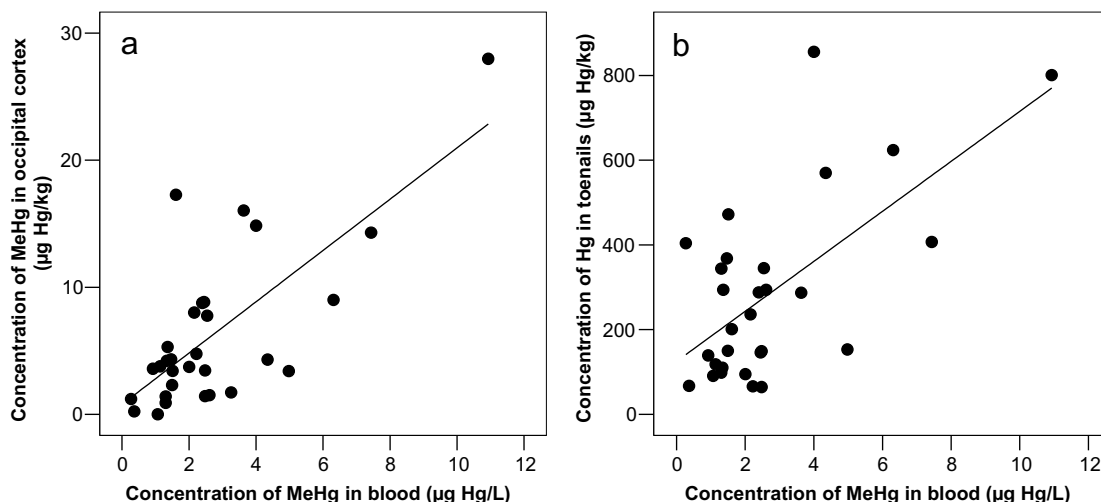 a
Concentration of MeHg in occipital cortex
(µg Hg/kg)
30
20
10
0
0 2 4 6 8 10 12
Concentration of MeHg in blood (µg Hg/L)
b
Concentration of Hg in toenails (µg Hg/kg)
800
600
400
200
0
0 2 4 6 8 10 12
Concentration of MeHg in blood (µg Hg/L)